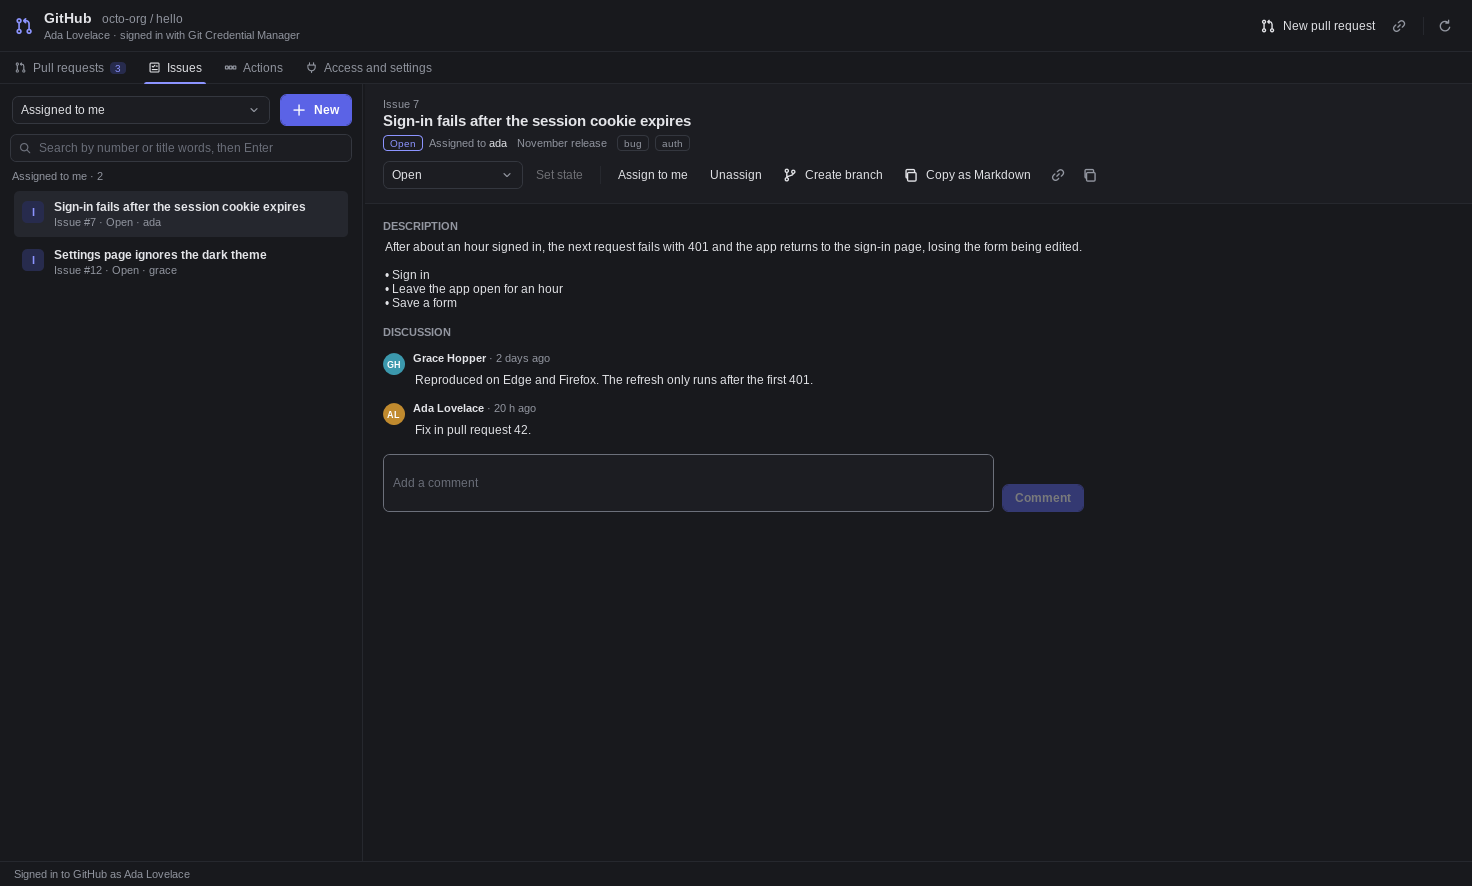 GitHub octo-org / hello
Ada Lovelace · signed in with Git Credential Manager
New pull request
Pull requests 3 Issues Actions Access and settings
Assigned to me
New
Search by number or title words, then Enter
Assigned to me · 2
I
Sign-in fails after the session cookie expires
Issue #7 · Open · ada
I
Settings page ignores the dark theme
Issue #12 · Open · grace
Issue 7
Sign-in fails after the session cookie expires
Open Assigned to ada November release bug auth
Open Set state Assign to me Unassign Create branch Copy as Markdown
DESCRIPTION
After about an hour signed in, the next request fails with 401 and the app returns to the sign-in page, losing the form being edited.
• Sign in
• Leave the app open for an hour
• Save a form
DISCUSSION
GH
Grace Hopper · 2 days ago
Reproduced on Edge and Firefox. The refresh only runs after the first 401.
AL
Ada Lovelace · 20 h ago
Fix in pull request 42.
Add a comment
Comment
Signed in to GitHub as Ada Lovelace